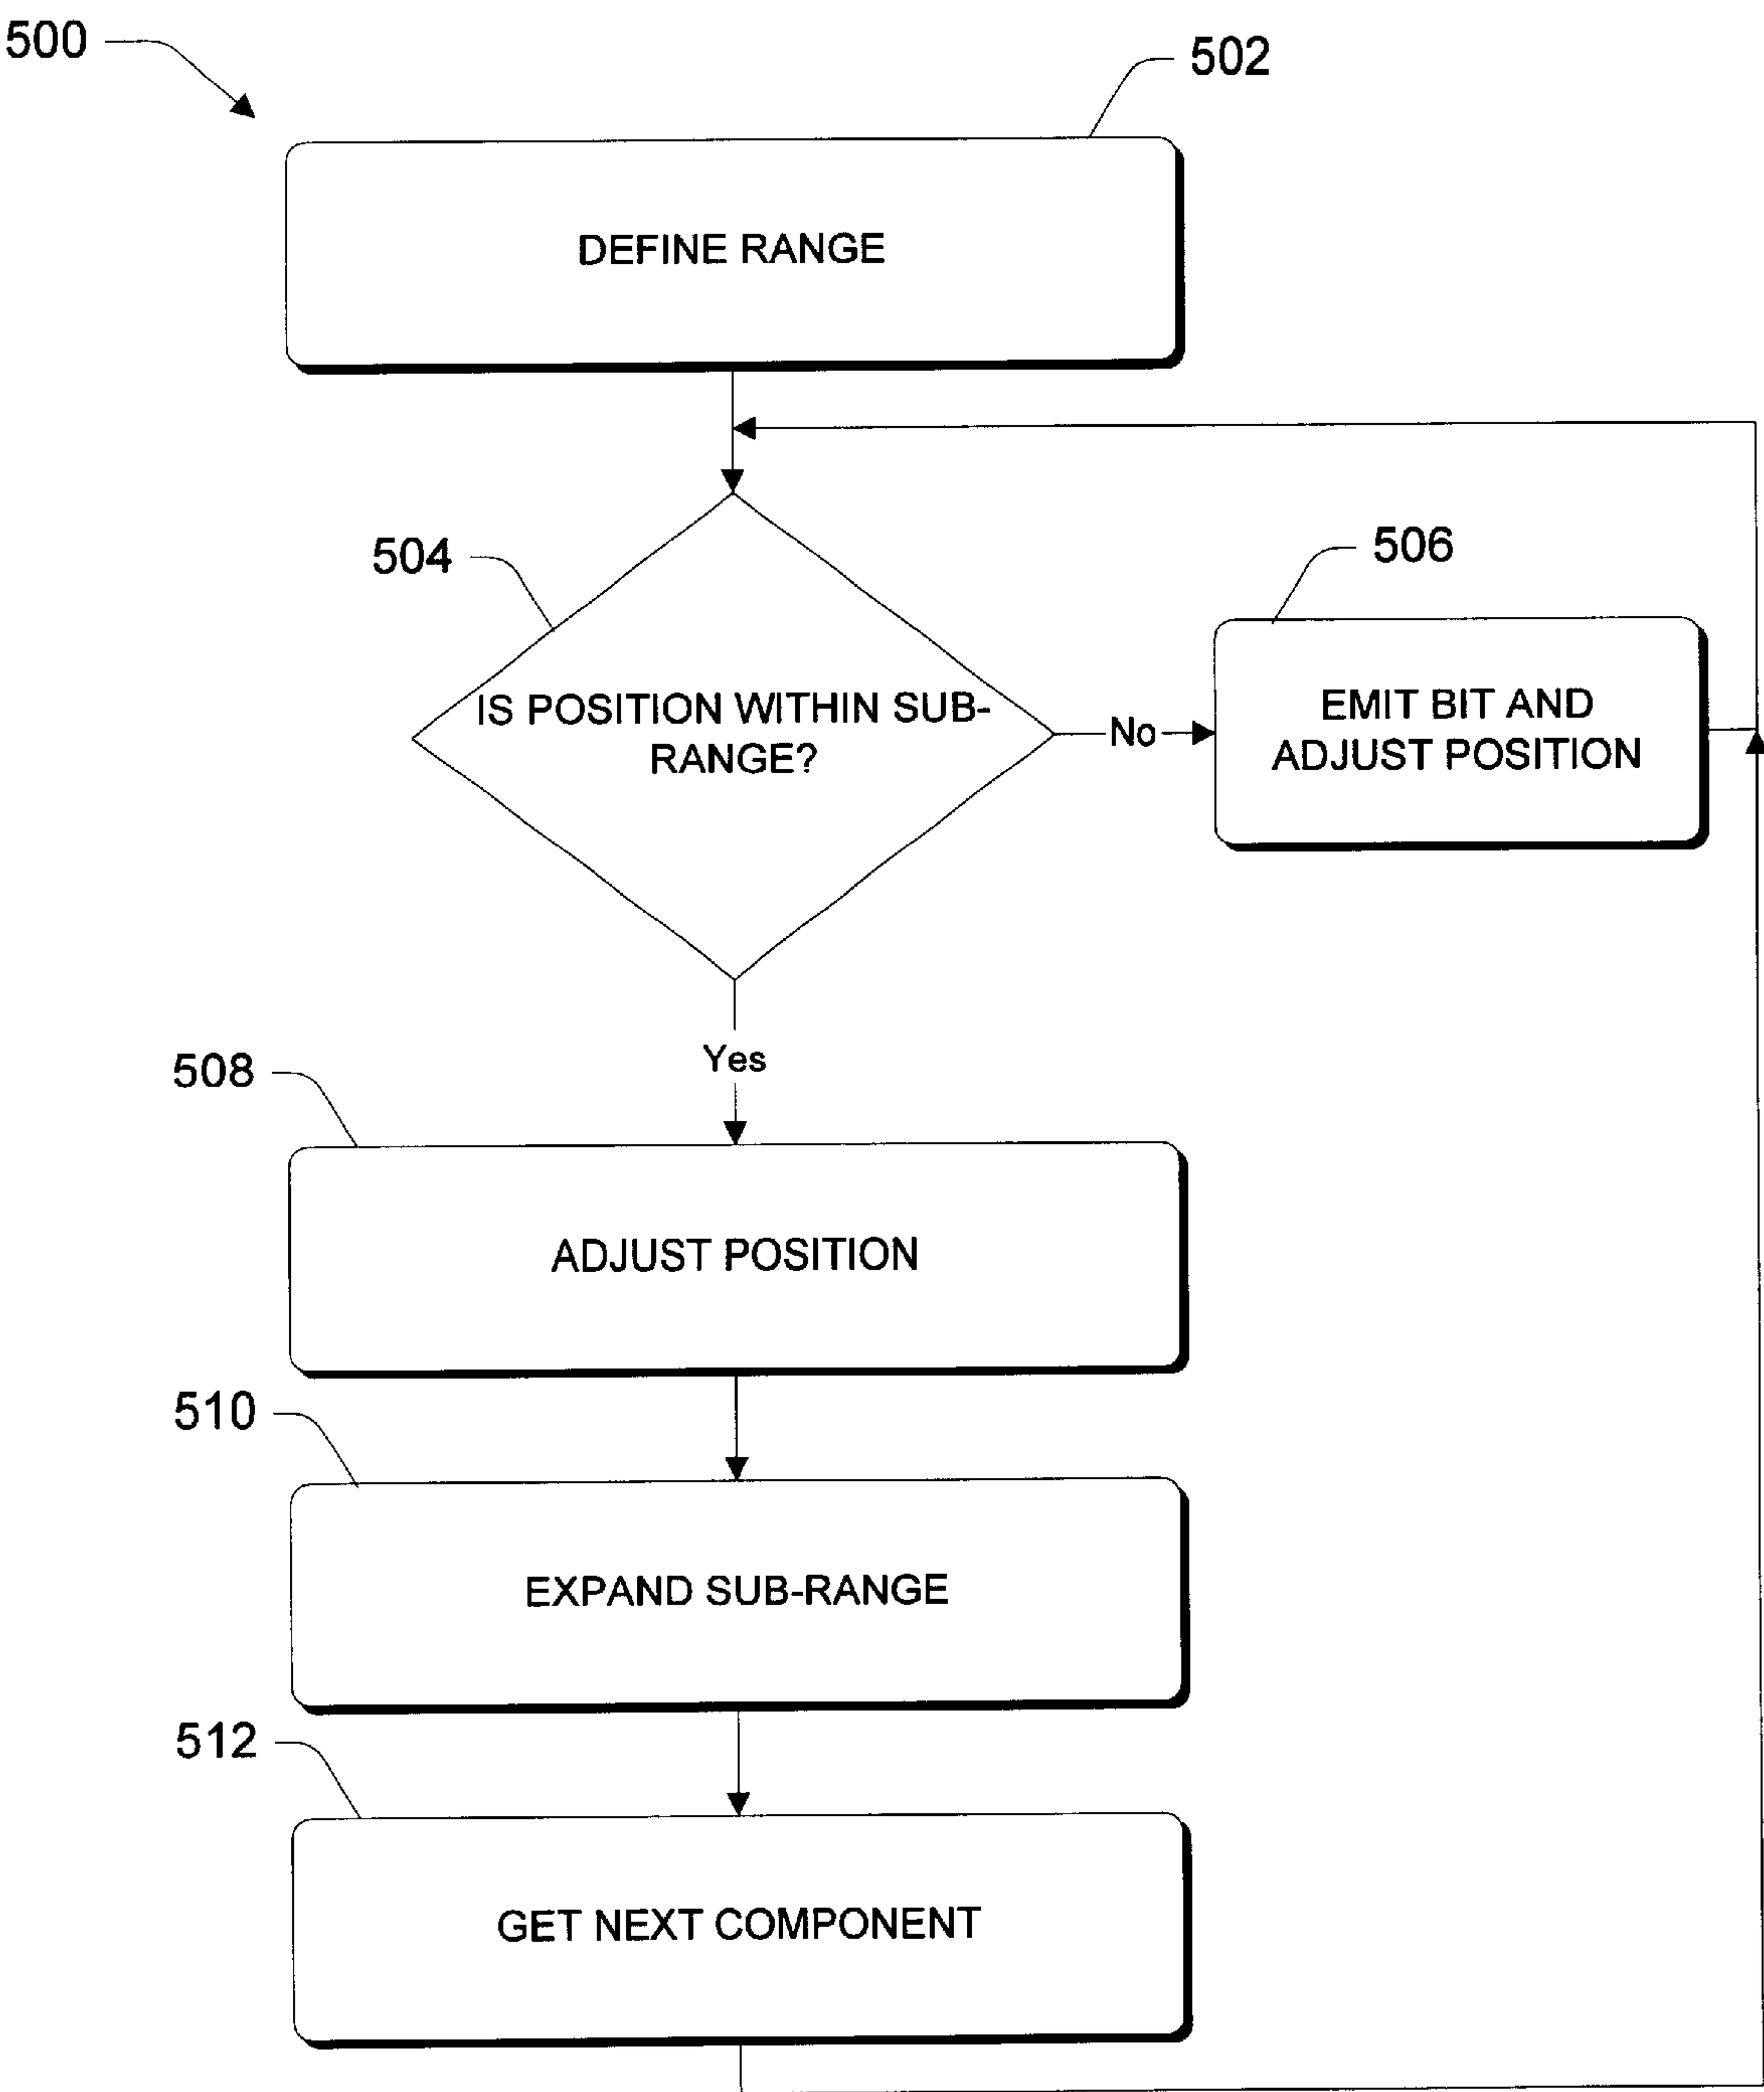 500
502
DEFINE RANGE
504
506
IS POSITION WITHIN SUB-
RANGE?
No
EMIT BIT AND
ADJUST POSITION
Yes
508
ADJUST POSITION
510
EXPAND SUB-RANGE
512
GET NEXT COMPONENT